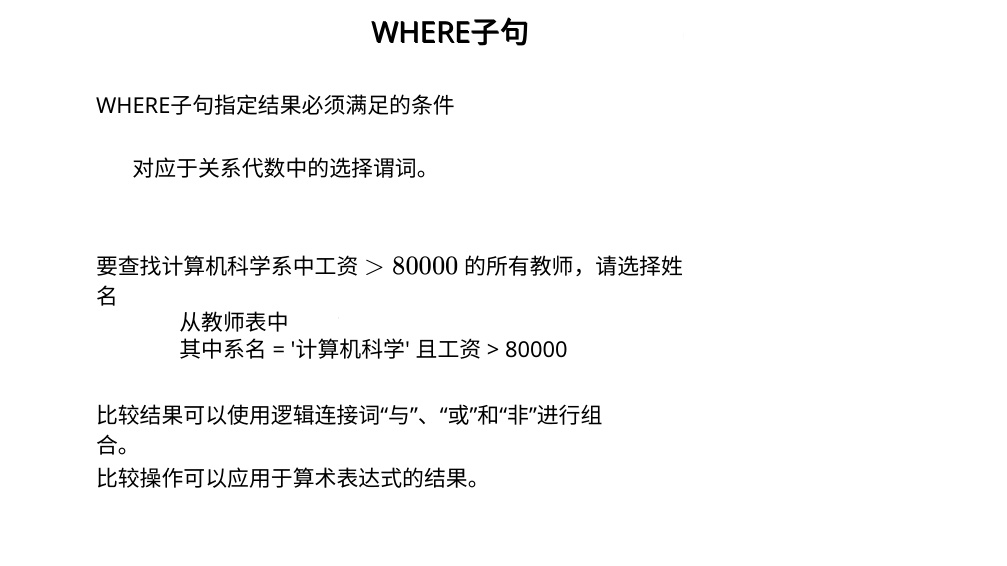 WHERE子句
WHERE子句指定结果必须满足的条件
对应于关系代数中的选择谓词。
要查找计算机科学系中工资 > 80000 的所有教师，请选择姓
名
从教师表中
其中系名 = '计算机科学' 且工资 > 80000
比较结果可以使用逻辑连接词“与”、“或”和“非”进行组
合。
比较操作可以应用于算术表达式的结果。